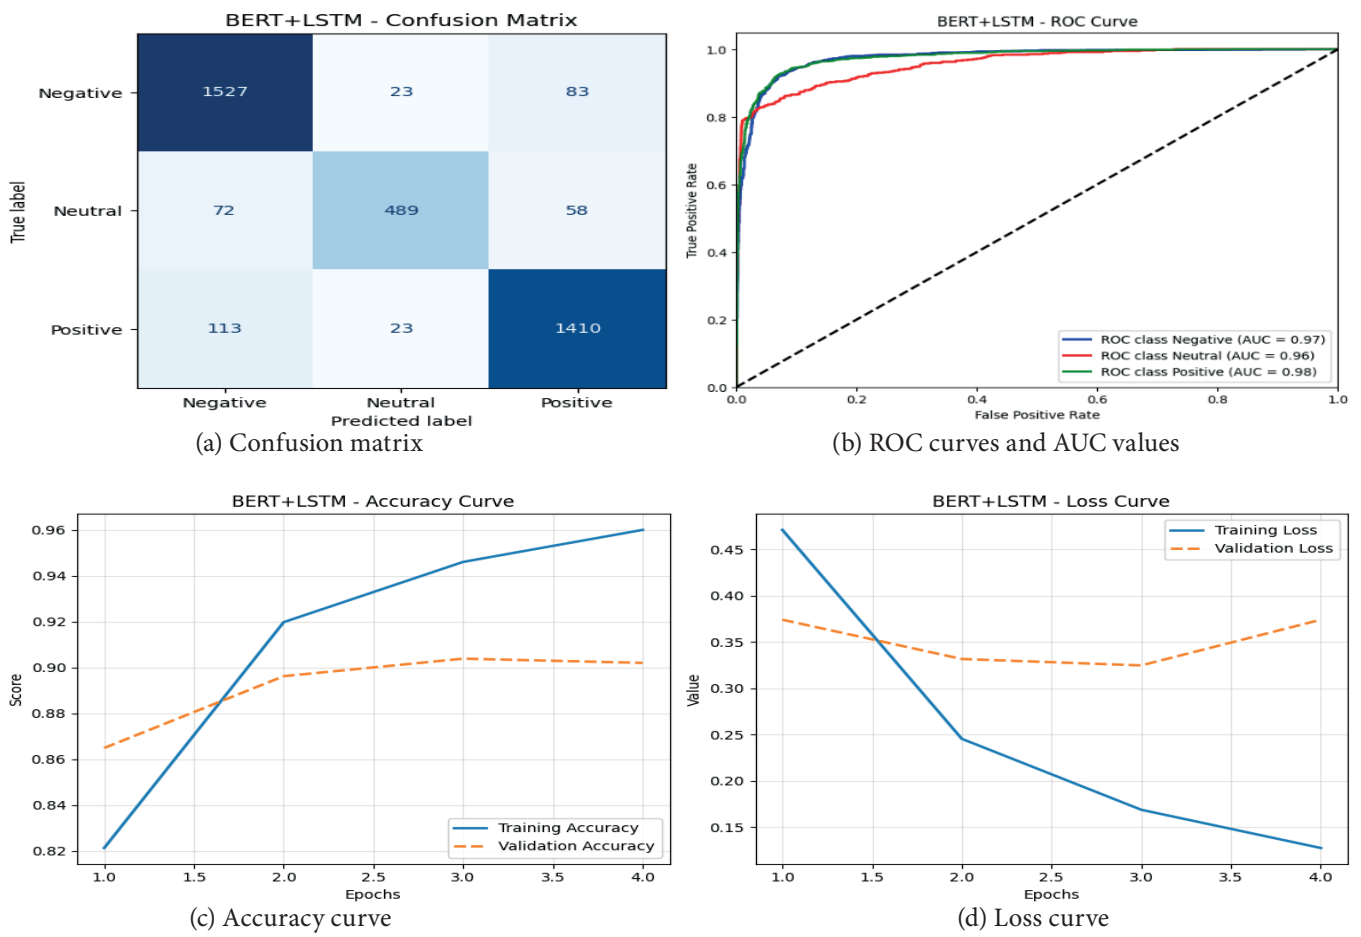 BERT+LSTM - Confusion Matrix
True label
Negative
1527 23 83
Neutral
72 489 58
Positive
113 23 1410
Negative Neutral Positive
Predicted label
(a) Confusion matrix
BERT+LSTM - ROC Curve
True Positive Rate
1.0
0.8
0.6
0.4
0.2
0.0
ROC class Negative (AUC = 0.97)
ROC class Neutral (AUC = 0.96)
ROC class Positive (AUC = 0.98)
0.0 0.2 0.4 0.6 0.8 1.0
False Positive Rate
(b) ROC curves and AUC values
BERT+LSTM - Accuracy Curve
Score
0.96
0.94
0.92
0.90
0.88
0.86
0.84
0.82
Training Accuracy
Validation Accuracy
1.0 1.5 2.0 2.5 3.0 3.5 4.0
Epochs
(c) Accuracy curve
BERT+LSTM - Loss Curve
Value
0.45
0.40
0.35
0.30
0.25
0.20
0.15
Training Loss
Validation Loss
1.0 1.5 2.0 2.5 3.0 3.5 4.0
Epochs
(d) Loss curve